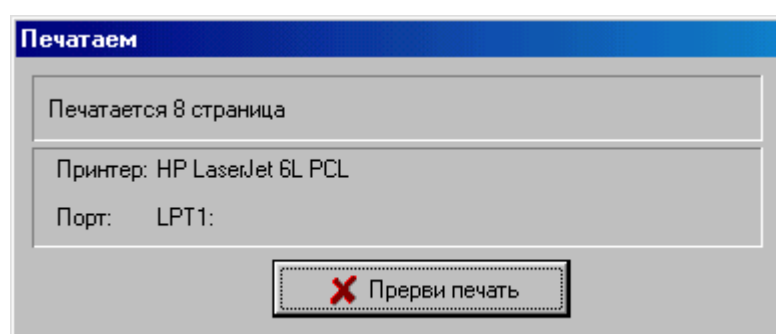 Печатаем
Печатается 8 страница
Принтер: HP LaserJet 6L PCL
Порт: LPT1:
Прерви печать